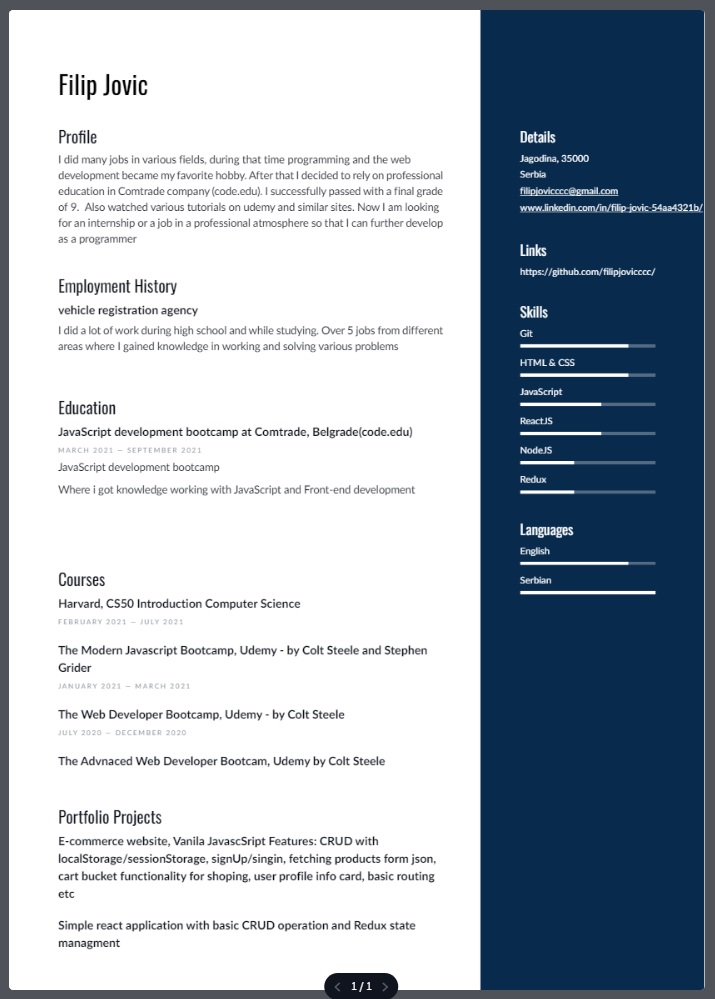 Filip Jovic
Profile
I did many jobs in various fields, during that time programming and the web
development became my favorite hobby. After that I decided to rely on professional
education in Comtrade company (code.edu). I successfully passed with a final grade
of 9.  Also watched various tutorials on udemy and similar sites. Now I am looking
for an internship or a job in a professional atmosphere so that I can further develop
as a programmer
Employment History
vehicle registration agency
I did a lot of work during high school and while studying. Over 5 jobs from different
areas where I gained knowledge in working and solving various problems
Education
JavaScript development bootcamp at Comtrade, Belgrade(code.edu)
MARCH 2021 — SEPTEMBER 2021
JavaScript development bootcamp
Where i got knowledge working with JavaScript and Front-end development
Courses
Harvard, CS50 Introduction Computer Science
FEBRUARY 2021 — JULY 2021
The Modern Javascript Bootcamp, Udemy - by Colt Steele and Stephen
Grider
JANUARY 2021 — MARCH 2021
The Web Developer Bootcamp, Udemy - by Colt Steele
JULY 2020 — DECEMBER 2020
The Advnaced Web Developer Bootcam, Udemy by Colt Steele
Portfolio Projects
E-commerce website, Vanila JavascSript Features: CRUD with
localStorage/sessionStorage, signUp/singin, fetching products form json,
cart bucket functionality for shoping, user profile info card, basic routing
etc
Simple react application with basic CRUD operation and Redux state
managment
Details
Jagodina, 35000
Serbia
filipjovicccc@gmail.com
www.linkedin.com/in/filip-jovic-54aa4321b/
Links
https://github.com/filipjovicccc/
Skills
Git
HTML & CSS
JavaScript
ReactJS
NodeJS
Redux
Languages
English
Serbian
1 / 1